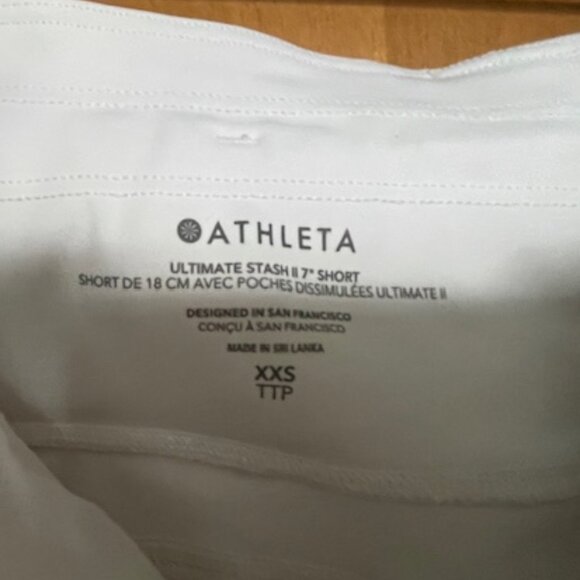 ATHLETA
ULTIMATE STASH II 7" SHORT
SHORT DE 18 CM AVEC POCHES DISSIMULÉES ULTIMATE II
DESIGNED IN SAN FRANCISCO
CONÇU À SAN FRANCISCO
MADE IN SRI LANKA
XXS
TTP